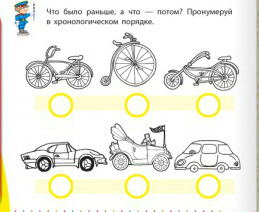 Что было раньше, а что — потом? Пронумеруй
в хронологическом порядке.